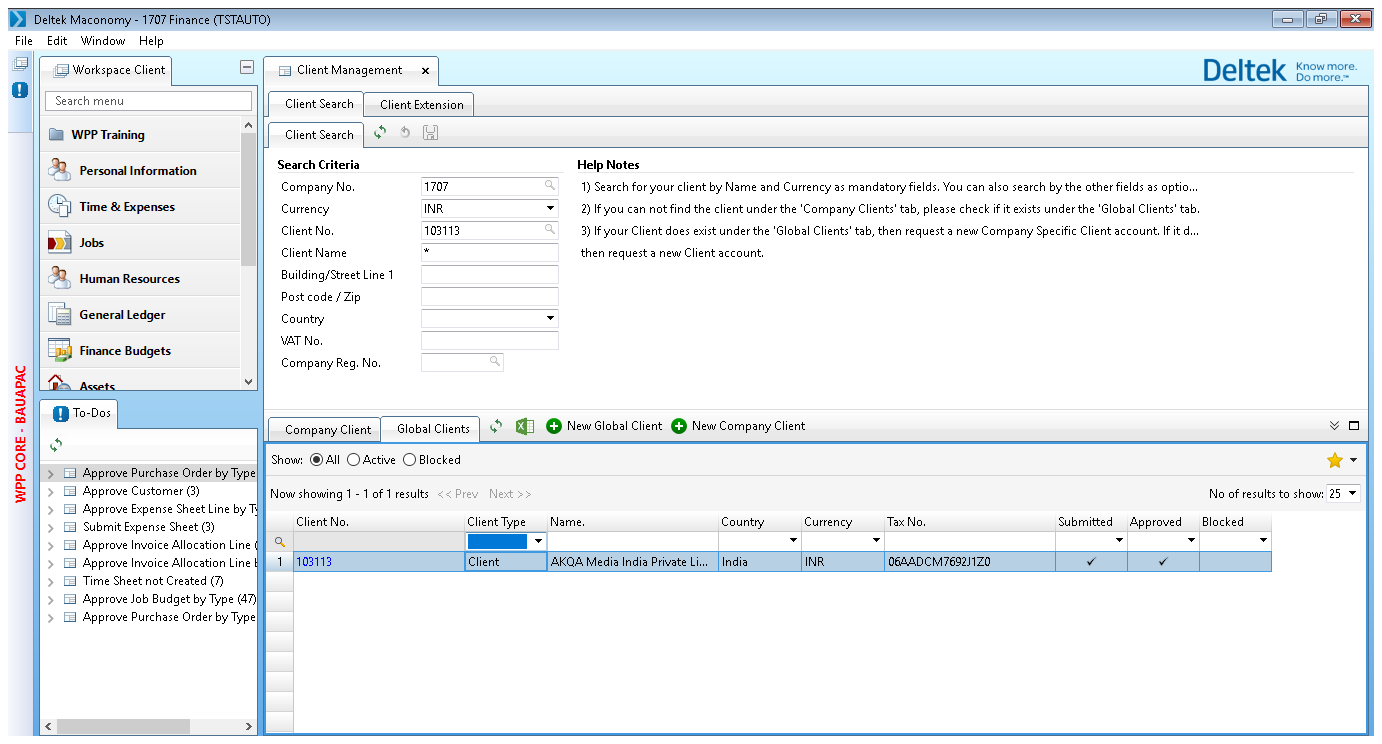 Deltek Maconomy - 1707 Finance (TSTAUTO)
File Edit Window Help
Workspace Client
Search menu
WPP Training
Personal Information
Time & Expenses
Jobs
Human Resources
General Ledger
Finance Budgets
Assets
WPP CORE - BAUAPAC
To-Dos
Approve Purchase Order by Type
Approve Customer (3)
Approve Expense Sheet Line by Ty
Submit Expense Sheet (3)
Approve Invoice Allocation Line (
Approve Invoice Allocation Line b
Time Sheet not Created (7)
Approve Job Budget by Type (47)
Approve Purchase Order by Type
Client Management x
Deltek Know more.
Do more.™
Client Search Client Extension
Client Search
Search Criteria
Company No. 1707
Currency INR
Client No. 103113
Client Name *
Building/Street Line 1
Post code / Zip
Country
VAT No.
Company Reg. No.
Help Notes
1) Search for your client by Name and Currency as mandatory fields. You can also search by the other fields as optio...
2) If you can not find the client under the 'Company Clients' tab, please check if it exists under the 'Global Clients' tab.
3) If your Client does exist under the 'Global Clients' tab, then request a new Company Specific Client account. If it d...
then request a new Client account.
Company Client Global Clients New Global Client New Company Client
Show: All Active Blocked
Now showing 1 - 1 of 1 results << Prev Next >> No of results to show: 25
Client No. Client Type Name. Country Currency Tax No. Submitted Approved Blocked
1 103113 Client AKQA Media India Private Li... India INR 06AADCM7692J1Z0 ✓ ✓